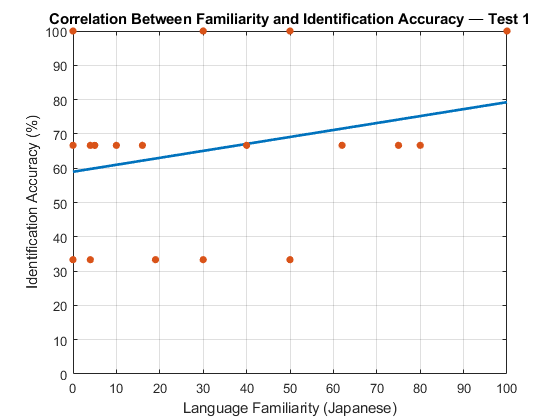 Correlation Between Familiarity and Identification Accuracy — Test 1
100
90
80
70
60
50
40
30
20
10
0
Identification Accuracy (%)
0 10 20 30 40 50 60 70 80 90 100
Language Familiarity (Japanese)